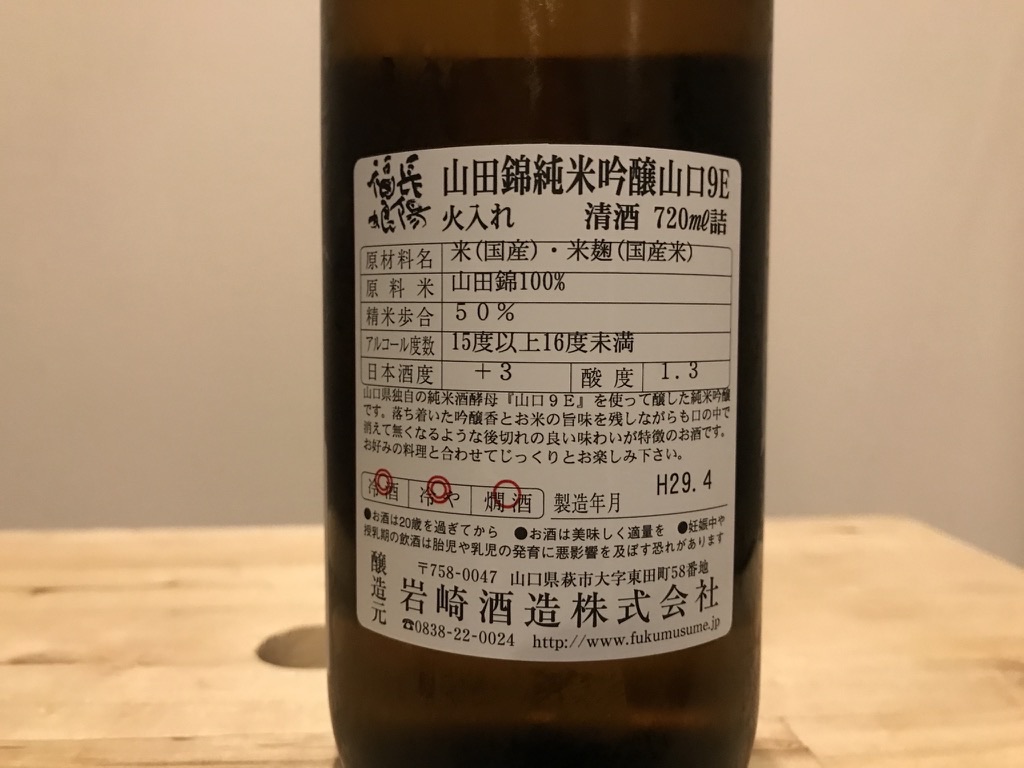 長陽福娘
山田錦純米吟醸山口9E
火入れ 清酒 720㎖詰
原材料名 米(国産)・米麹(国産米)
原料米 山田錦100%
精米歩合 50%
アルコール度数 15度以上16度未満
日本酒度 +3 酸度 1.3
山口県独自の純米酒酵母『山口9E』を使って醸した純米吟醸
です。落ち着いた吟醸香とお米の旨味を残しながらも口の中で
消えて無くなるような後切れの良い味わいが特徴のお酒です。
お好みの料理と合わせてじっくりとお楽しみ下さい。
冷酒 冷や 燗酒 製造年月 H29.4
●お酒は20歳を過ぎてから ●お酒は美味しく適量を ●妊娠中や
授乳期の飲酒は胎児や乳児の発育に悪影響を及ぼす恐れがあります
醸造元
〒758-0047 山口県萩市大字東田町58番地
岩崎酒造株式会社
☎0838-22-0024 http://www.fukumusume.jp